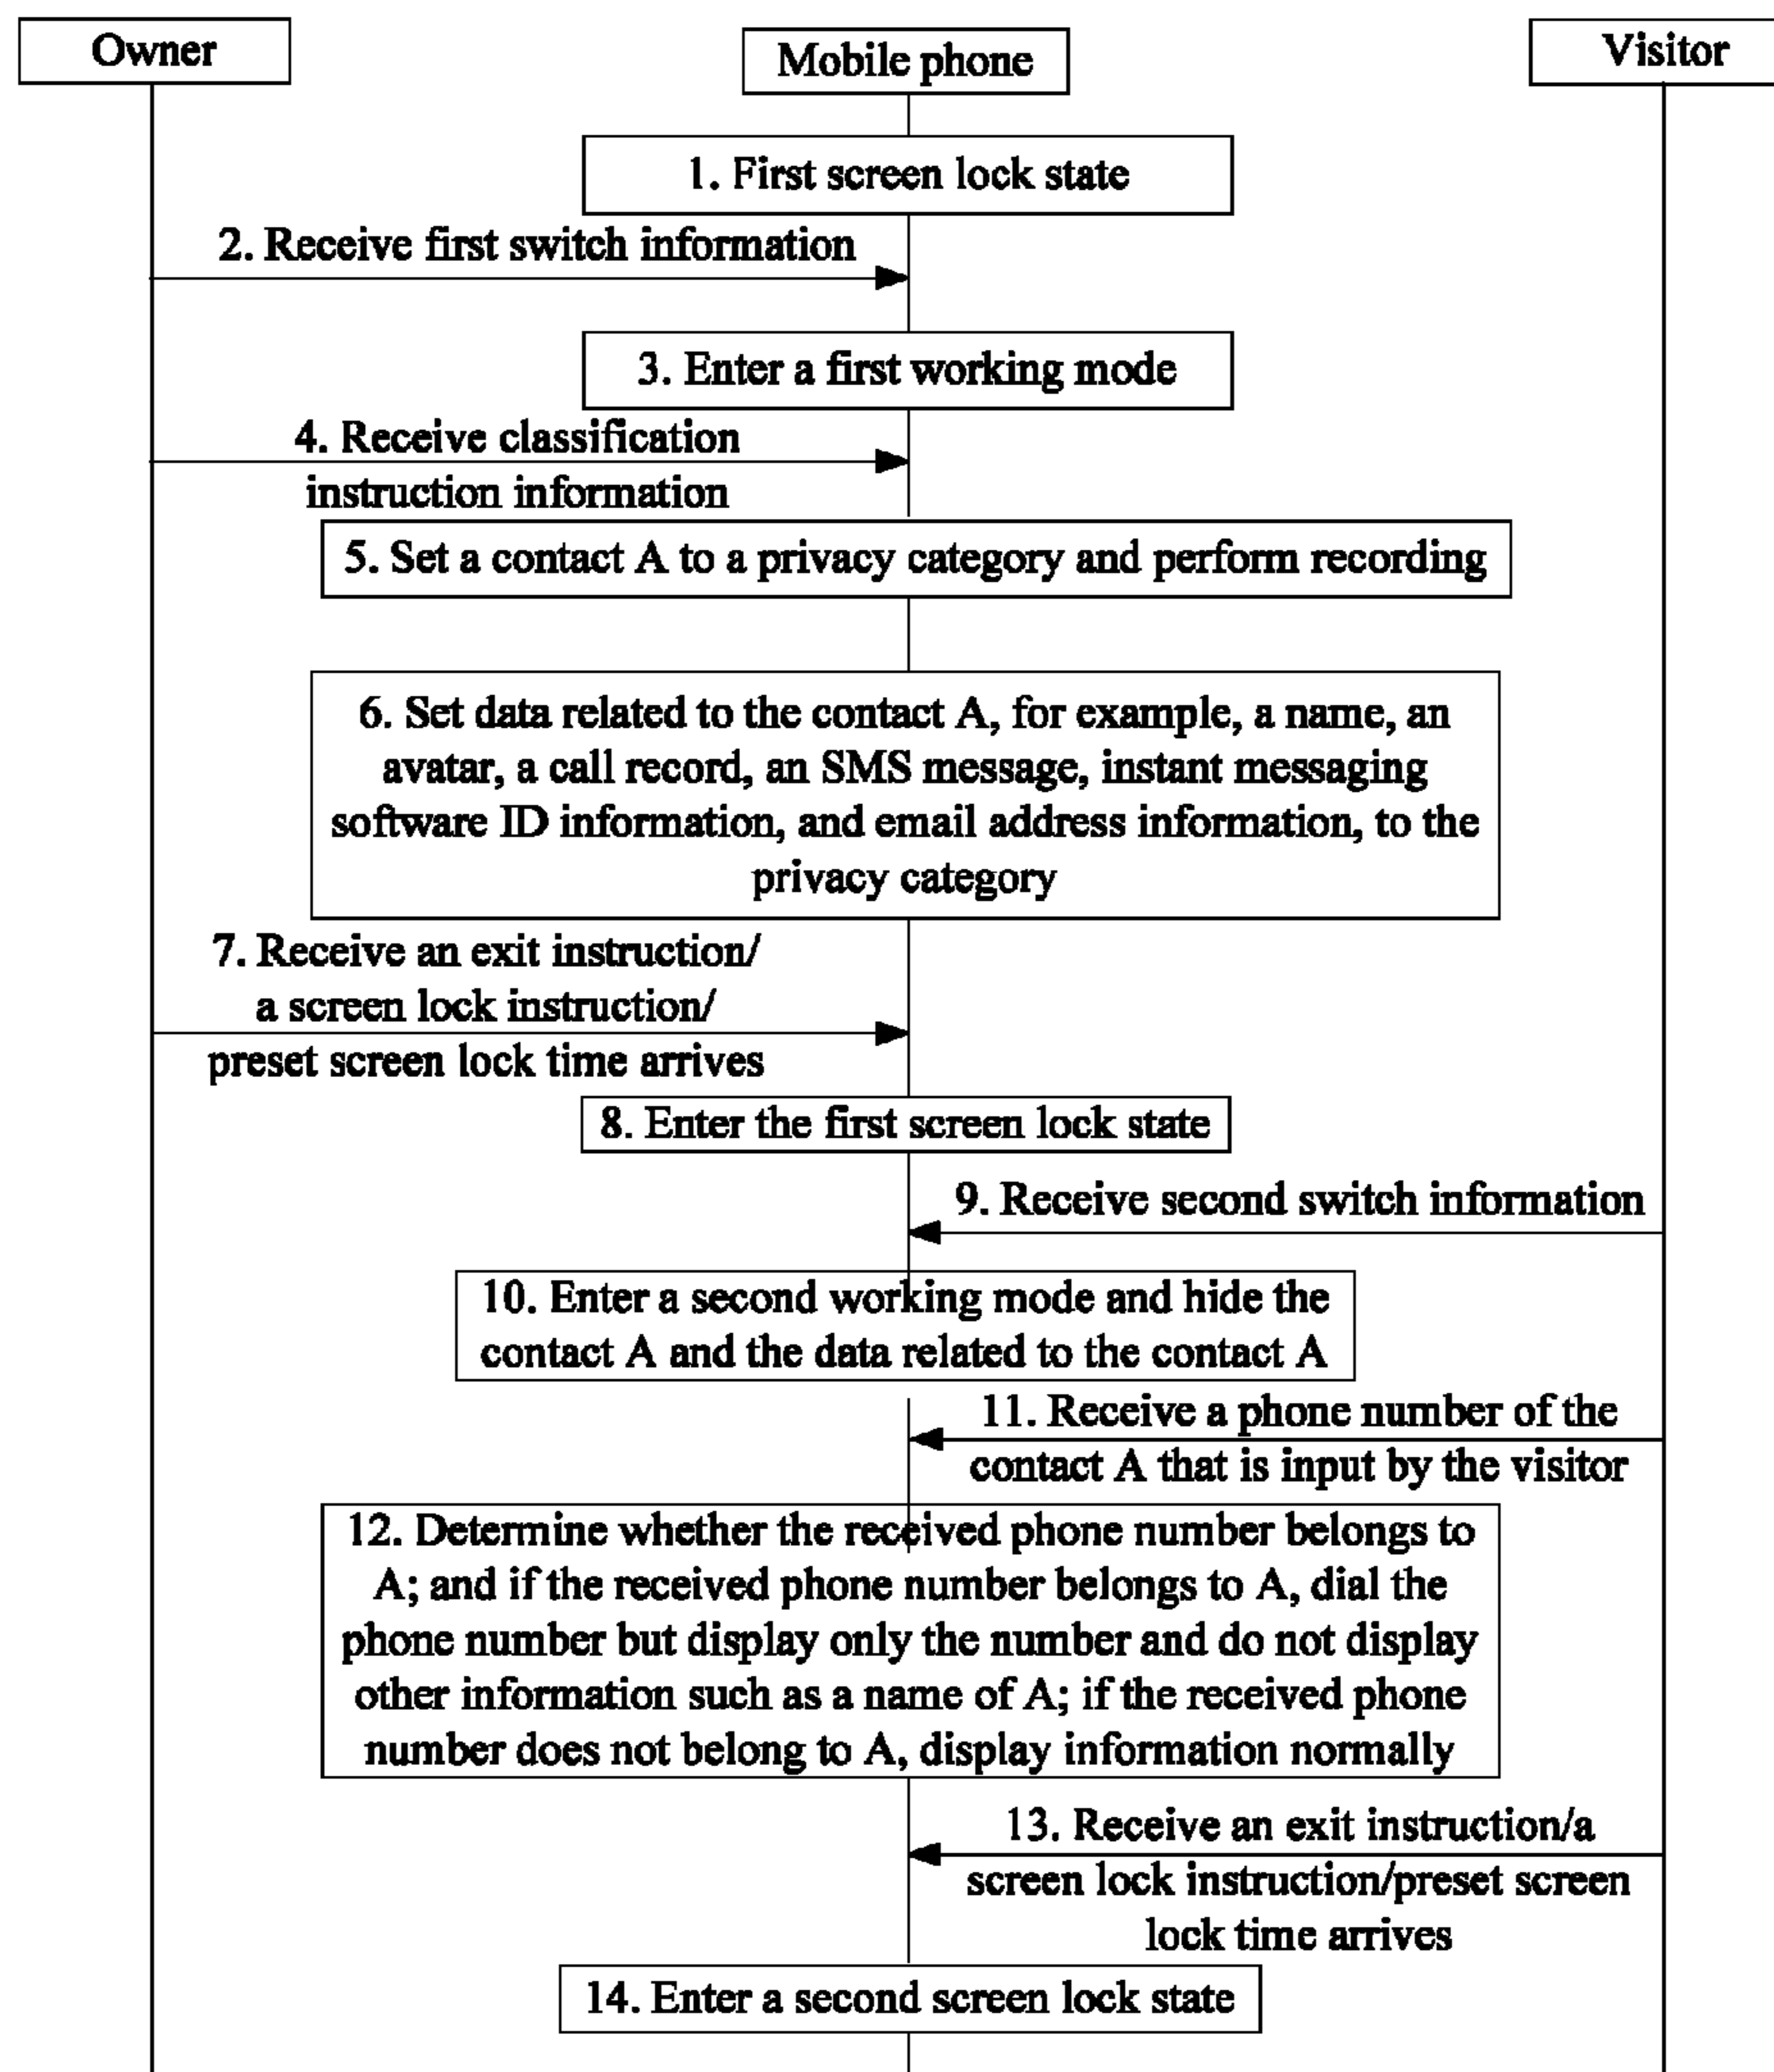 Owner
Mobile phone
Visitor
1. First screen lock state
2. Receive first switch information
3. Enter a first working mode
4. Receive classification
instruction information
5. Set a contact A to a privacy category and perform recording
6. Set data related to the contact A, for example, a name, an
avatar, a call record, an SMS message, instant messaging
software ID information, and email address information, to the
privacy category
7. Receive an exit instruction/
a screen lock instruction/
preset screen lock time arrives
8. Enter the first screen lock state
9. Receive second switch information
10. Enter a second working mode and hide the
contact A and the data related to the contact A
11. Receive a phone number of the
contact A that is input by the visitor
12. Determine whether the received phone number belongs to
A; and if the received phone number belongs to A, dial the
phone number but display only the number and do not display
other information such as a name of A; if the received phone
number does not belong to A, display information normally
13. Receive an exit instruction/a
screen lock instruction/preset screen
lock time arrives
14. Enter a second screen lock state